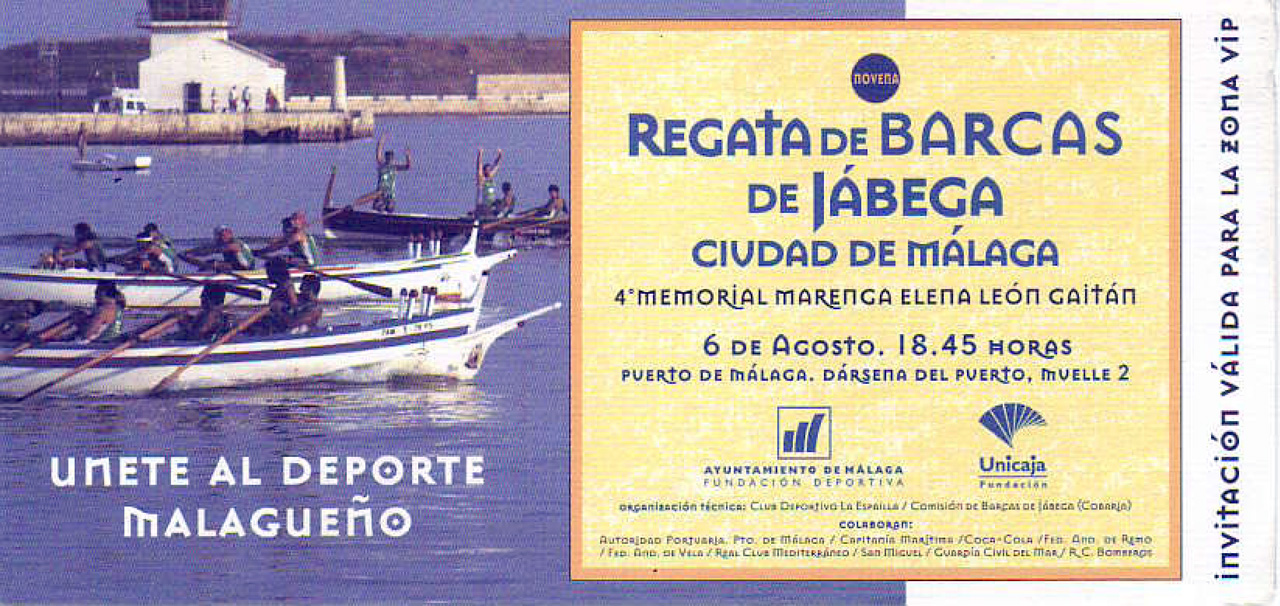 UNETE AL DEPORTE
MALAGUEÑO
NOVENA
REGATA DE BARCAS
DE JÁBEGA
CIUDAD DE MÁLAGA
4º MEMORIAL MARENGA ELENA LEÓN GAITÁN
6 DE AGOSTO. 18.45 HORAS
PUERTO DE MÁLAGA. DÁRSENA DEL PUERTO, MUELLE 2
AYUNTAMIENTO DE MÁLAGA
FUNDACIÓN DEPORTIVA
Unicaja
Fundación
ORGANIZACIÓN TÉCNICA: CLUB DEPORTIVO LA ESPAILLA / COMISIÓN DE BARCAS DE JÁBEGA (COBARJA)
COLABORAN:
AUTORIDAD PORTUARIA. PTO. DE MÁLAGA / CAPITANÍA MARÍTIMA /COCA-COLA /FED. AND. DE REMO
/ FED. AND. DE VELA / REAL CLUB MEDITERRÁNEO / SAN MIGUEL / GUARDIA CIVIL DEL MAR / R.C. BOMBEROS
INVITACIÓN VÁLIDA PARA LA ZONA VIP